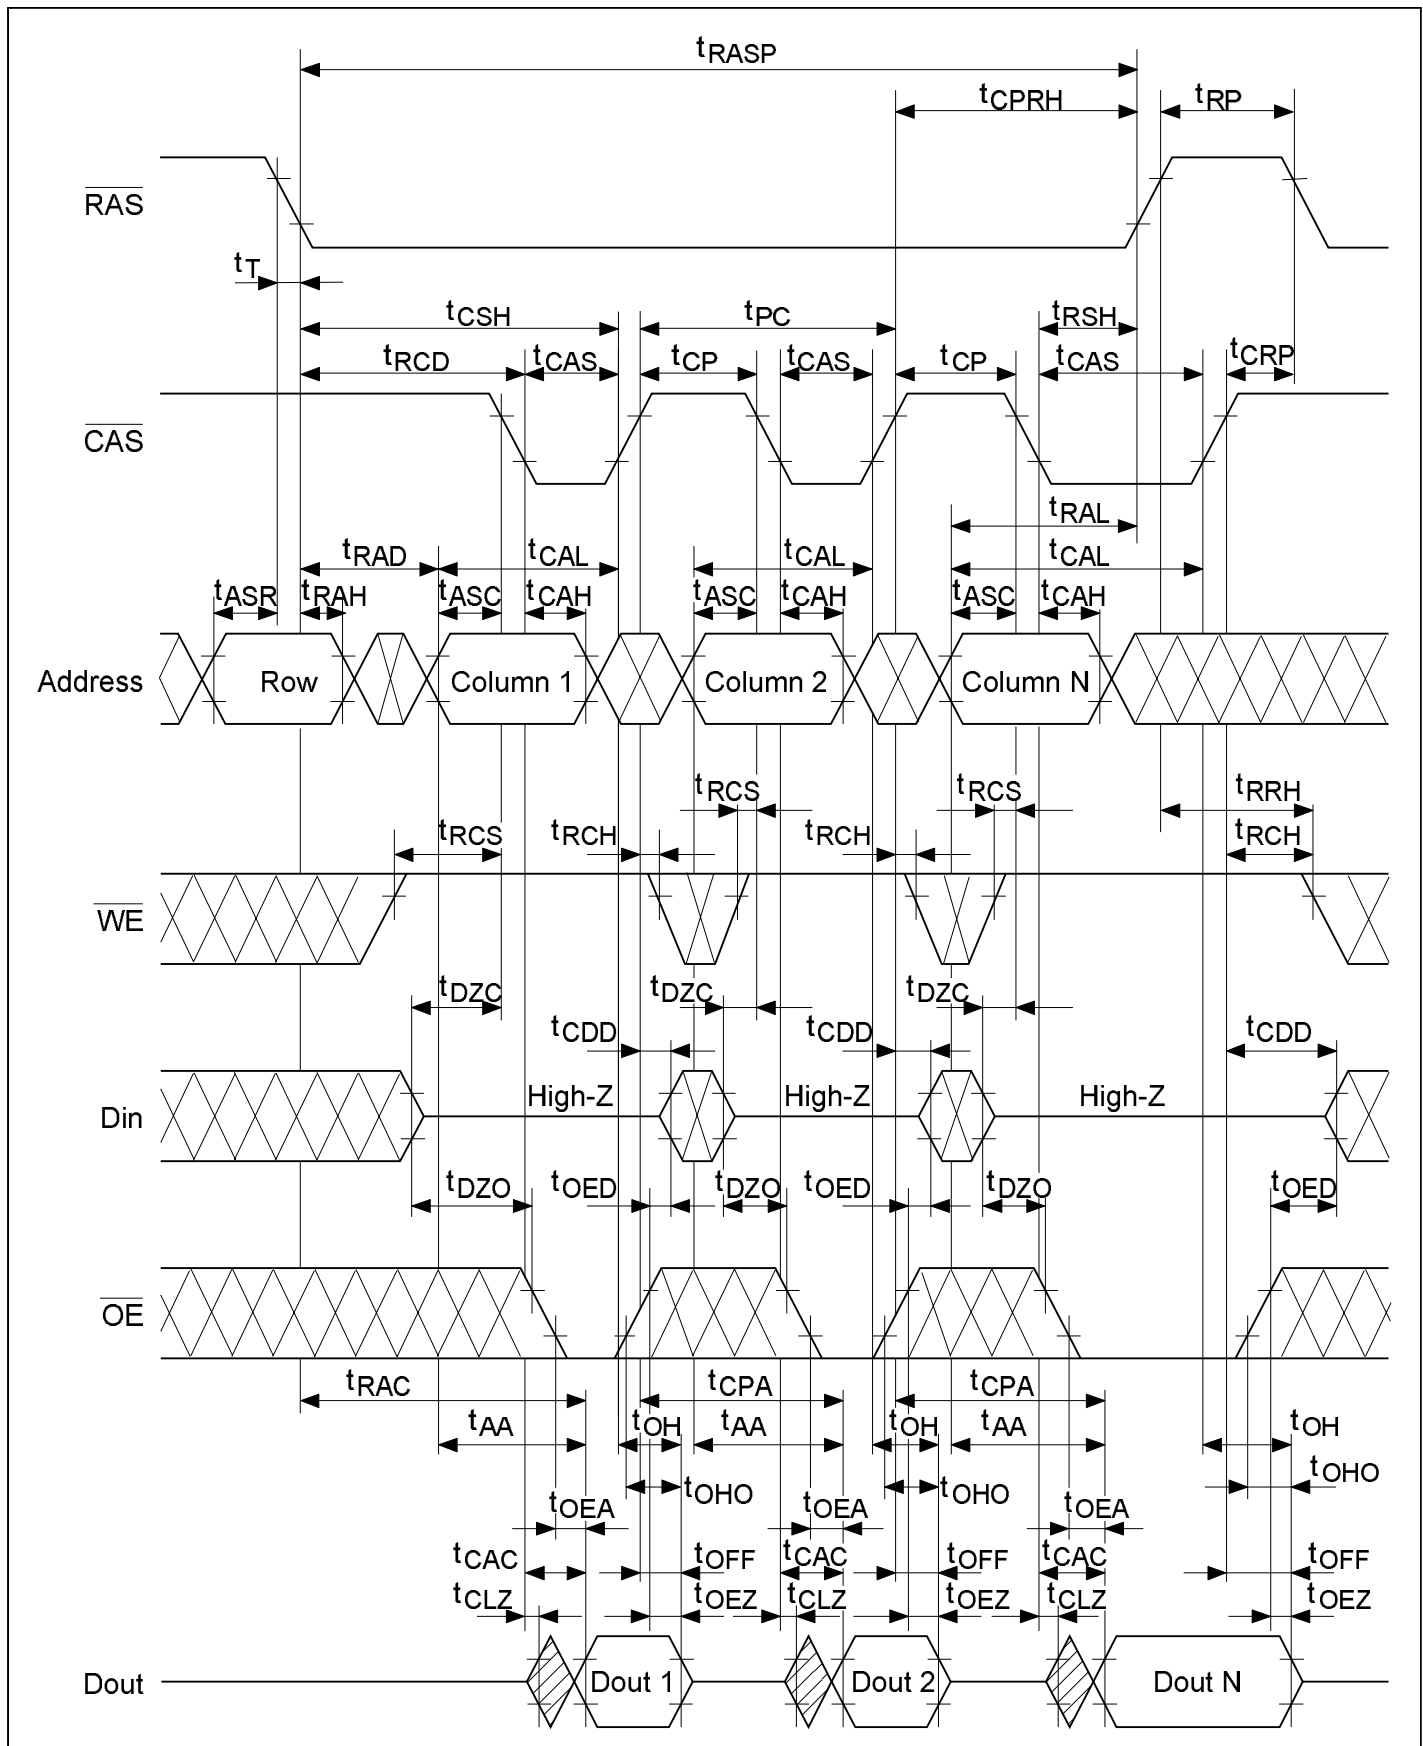 tRASP
tCPRH tRP
RAS
tT
tCSH tPC tRSH
tRCD tCAS tCP tCAS tCP tCAS tCRP
CAS
tRAL
tRAD tCAL tCAL tCAL
tASR tRAH tASC tCAH tASC tCAH tASC tCAH
Address Row Column 1 Column 2 Column N
tRCS tRCS tRRH
tRCS tRCH tRCH tRCH
WE
tDZC tDZC tDZC
tCDD tCDD tCDD
High-Z High-Z High-Z
Din
tDZO tOED tDZO tOED tDZO tOED
OE
tRAC tCPA tCPA
tAA tOH tAA tOH tAA tOH
tOHO tOHO tOHO
tOEA tOEA tOEA
tCAC tOFF tCAC tOFF tCAC tOFF
tCLZ tOEZ tCLZ tOEZ tCLZ tOEZ
Dout Dout 1 Dout 2 Dout N